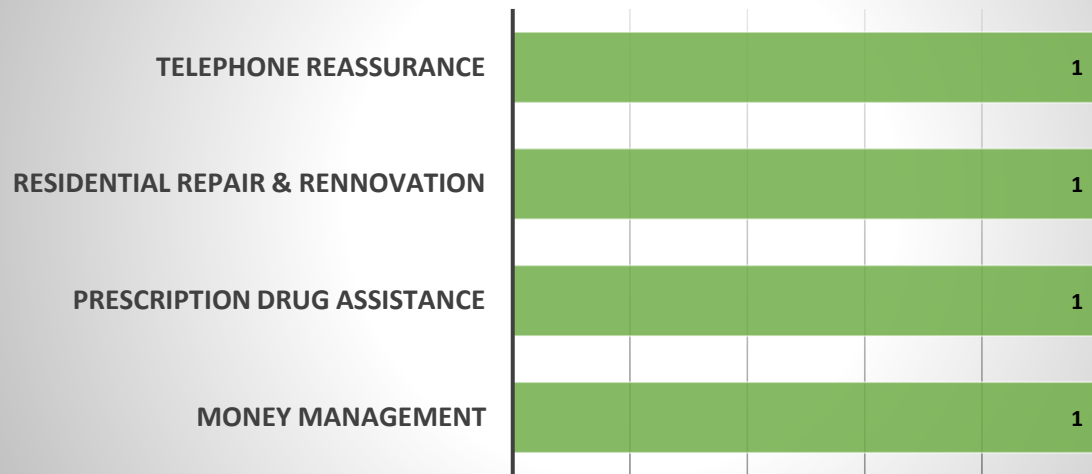 TELEPHONE REASSURANCE 1
RESIDENTIAL REPAIR & RENNOVATION 1
PRESCRIPTION DRUG ASSISTANCE 1
MONEY MANAGEMENT 1